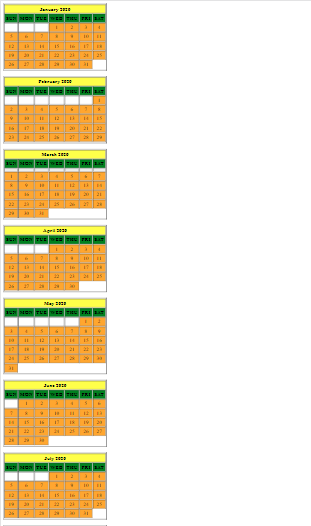 January 2020
SUN MON TUE WED THU FRI SAT
1 2 3 4
5 6 7 8 9 10 11
12 13 14 15 16 17 18
19 20 21 22 23 24 25
26 27 28 29 30 31
February 2020
SUN MON TUE WED THU FRI SAT
1
2 3 4 5 6 7 8
9 10 11 12 13 14 15
16 17 18 19 20 21 22
23 24 25 26 27 28 29
March 2020
SUN MON TUE WED THU FRI SAT
1 2 3 4 5 6 7
8 9 10 11 12 13 14
15 16 17 18 19 20 21
22 23 24 25 26 27 28
29 30 31
April 2020
SUN MON TUE WED THU FRI SAT
1 2 3 4
5 6 7 8 9 10 11
12 13 14 15 16 17 18
19 20 21 22 23 24 25
26 27 28 29 30
May 2020
SUN MON TUE WED THU FRI SAT
1 2
3 4 5 6 7 8 9
10 11 12 13 14 15 16
17 18 19 20 21 22 23
24 25 26 27 28 29 30
31
June 2020
SUN MON TUE WED THU FRI SAT
1 2 3 4 5 6
7 8 9 10 11 12 13
14 15 16 17 18 19 20
21 22 23 24 25 26 27
28 29 30
July 2020
SUN MON TUE WED THU FRI SAT
1 2 3 4
5 6 7 8 9 10 11
12 13 14 15 16 17 18
19 20 21 22 23 24 25
26 27 28 29 30 31